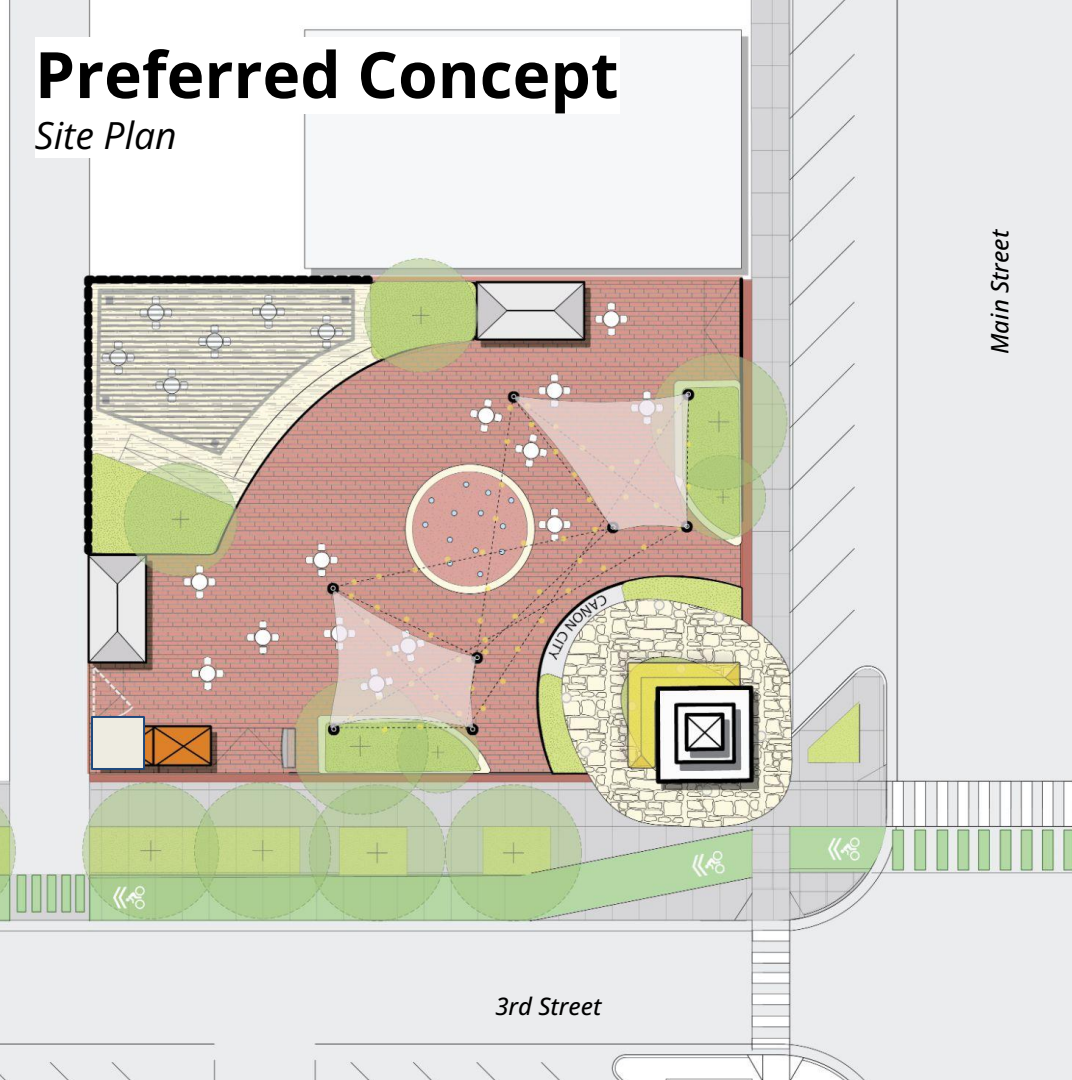 Preferred Concept
Site Plan
Main Street
CANON CITY
3rd Street